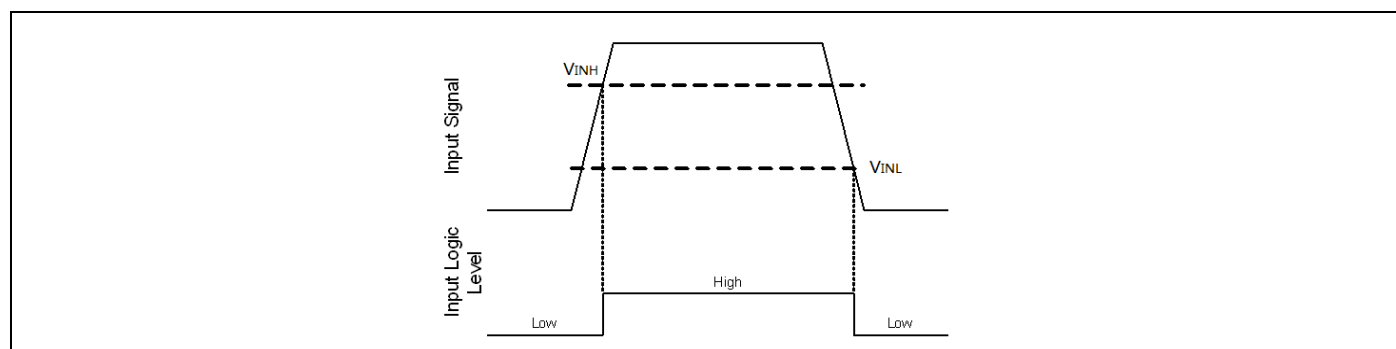 Input Signal
VINH
VINL
Input Logic
Level
Low
High
Low